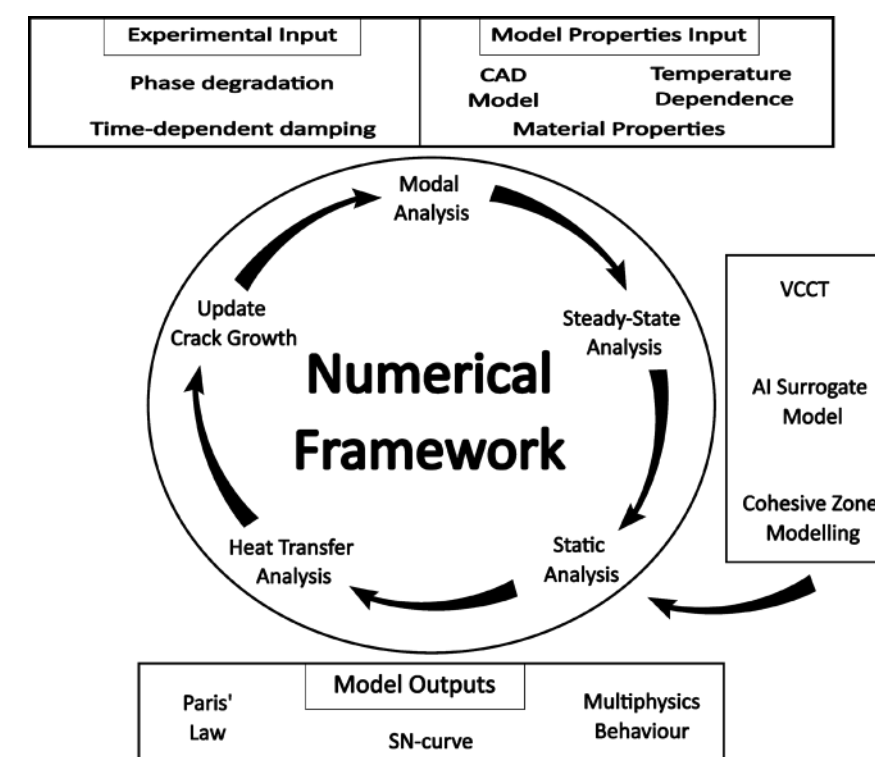 Experimental Input
Phase degradation
Time-dependent damping
Model Properties Input
CAD
Model
Temperature
Dependence
Material Properties
Modal
Analysis
Steady-State
Analysis
Static
Analysis
Heat Transfer
Analysis
Update
Crack Growth
Numerical
Framework
VCCT
AI Surrogate
Model
Cohesive Zone
Modelling
Model Outputs
Paris'
Law
SN-curve
Multiphysics
Behaviour